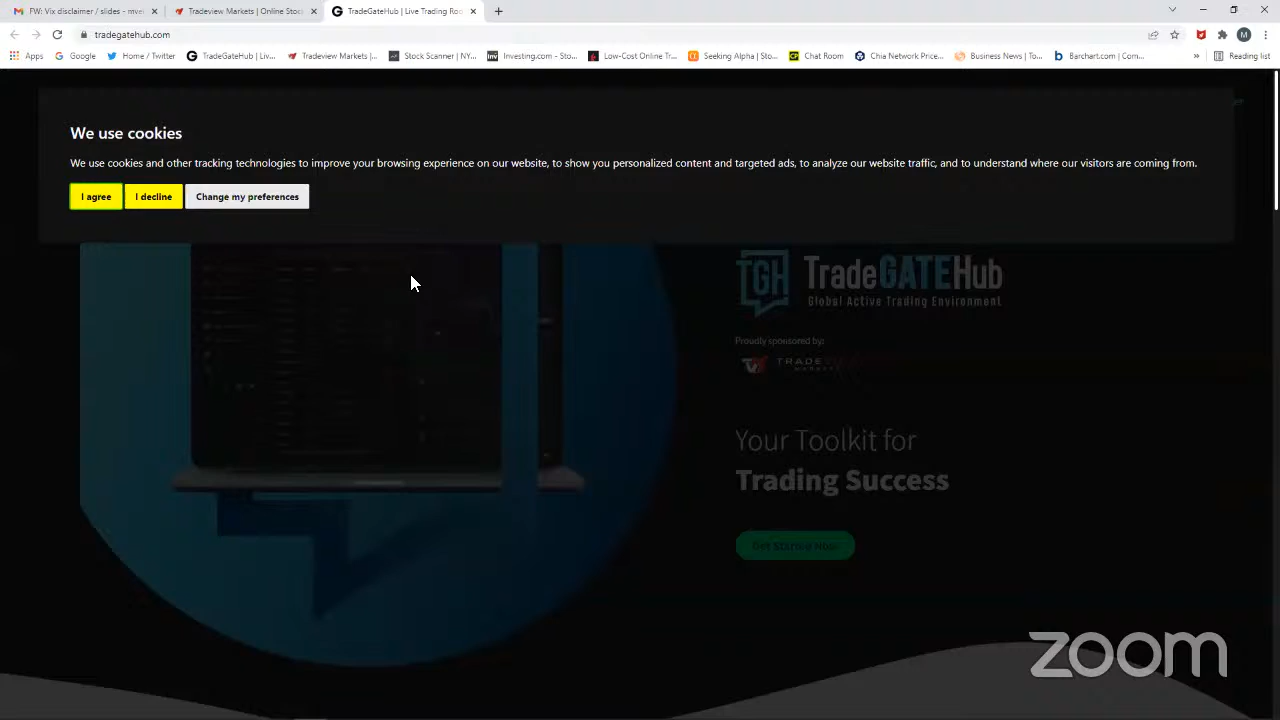 FW: Vix disclaimer / slides - mvel
Tradeview Markets | Online Stoc
TradeGateHub | Live Trading Roo
tradegatehub.com
Apps
Google
Home / Twitter
TradeGateHub | Liv...
Tradeview Markets |...
Stock Scanner | NY...
Investing.com - Sto...
Low-Cost Online Tr...
Seeking Alpha | Sto...
Chat Room
Chia Network Price...
Business News | To...
Barchart.com | Com...
»
Reading list
We use cookies
We use cookies and other tracking technologies to improve your browsing experience on our website, to show you personalized content and targeted ads, to analyze our website traffic, and to understand where our visitors are coming from.
I agree
I decline
Change my preferences
TGH TradeGATEHub
Global Active Trading Environment
Proudly sponsored by:
Your Toolkit for
Trading Success
Get Started Now
zoom